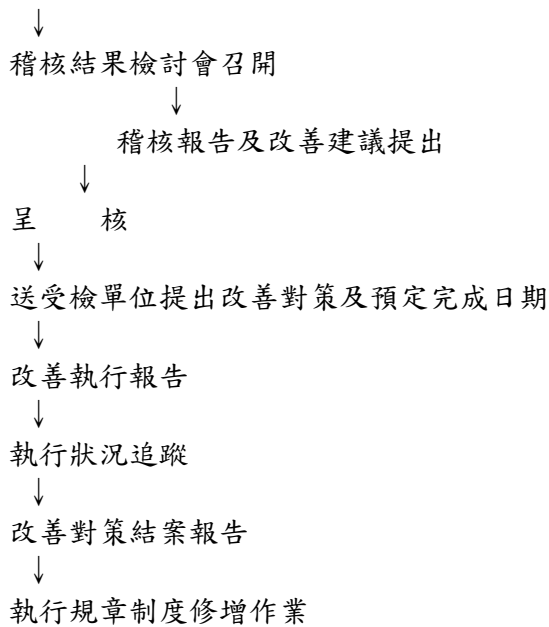 ↓
稽核結果檢討會召開
↓
稽核報告及改善建議提出
↓
呈　　核
↓
送受檢單位提出改善對策及預定完成日期
↓
改善執行報告
↓
執行狀況追蹤
↓
改善對策結案報告
↓
執行規章制度修增作業